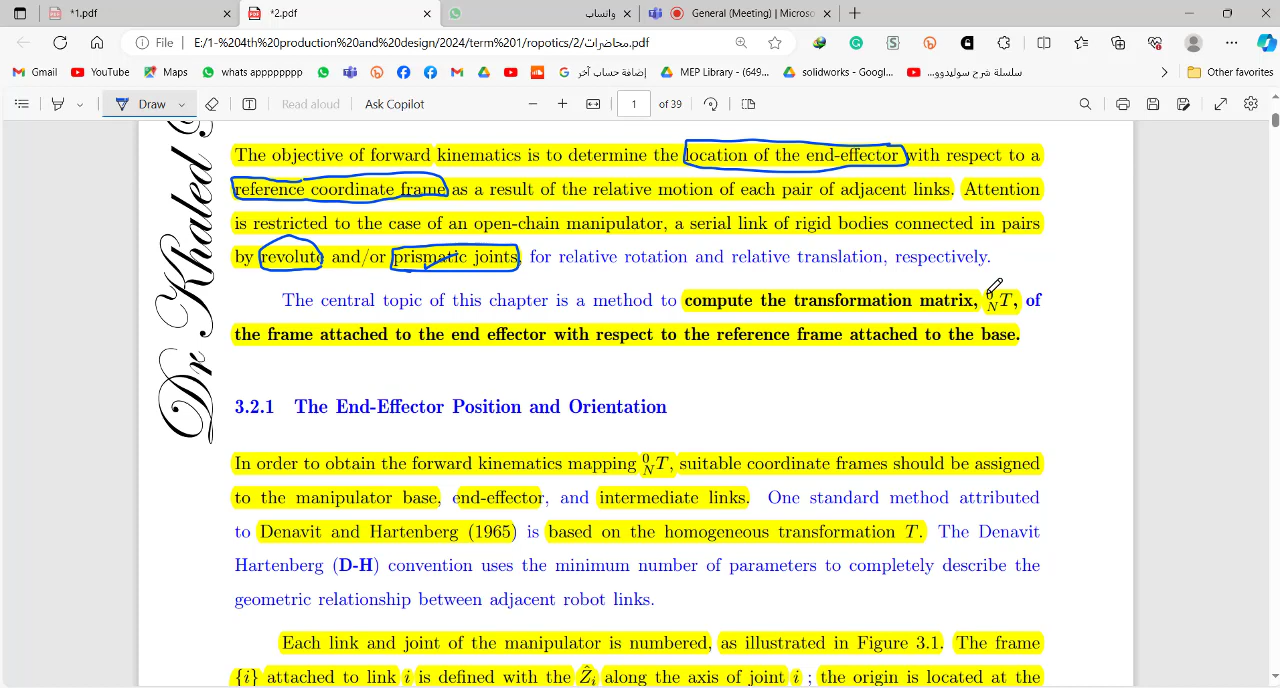 *1.pdf
*2.pdf
واتساب
General (Meeting) | Microso
File
E:/1-%204th%20production%20and%20design/2024/term%201/ropotics/2/محاضرات.pdf
Gmail
YouTube
Maps
whats apppppppp
إضافة حساب آخر
MEP Library - (649...
solidworks - Googl...
سلسلة شرح سوليدوو...
Other favorites
Draw
Read aloud
Ask Copilot
1 of 39
Dr Khaled
The objective of forward kinematics is to determine the location of the end-effector with respect to a
reference coordinate frame as a result of the relative motion of each pair of adjacent links. Attention
is restricted to the case of an open-chain manipulator, a serial link of rigid bodies connected in pairs
by revolute and/or prismatic joints, for relative rotation and relative translation, respectively.
The central topic of this chapter is a method to compute the transformation matrix, ⁰ₙT, of
the frame attached to the end effector with respect to the reference frame attached to the base.
3.2.1 The End-Effector Position and Orientation
In order to obtain the forward kinematics mapping ⁰ₙT, suitable coordinate frames should be assigned
to the manipulator base, end-effector, and intermediate links. One standard method attributed
to Denavit and Hartenberg (1965) is based on the homogeneous transformation T. The Denavit
Hartenberg (D-H) convention uses the minimum number of parameters to completely describe the
geometric relationship between adjacent robot links.
Each link and joint of the manipulator is numbered, as illustrated in Figure 3.1. The frame
{i} attached to link i is defined with the Ẑᵢ along the axis of joint i ; the origin is located at the